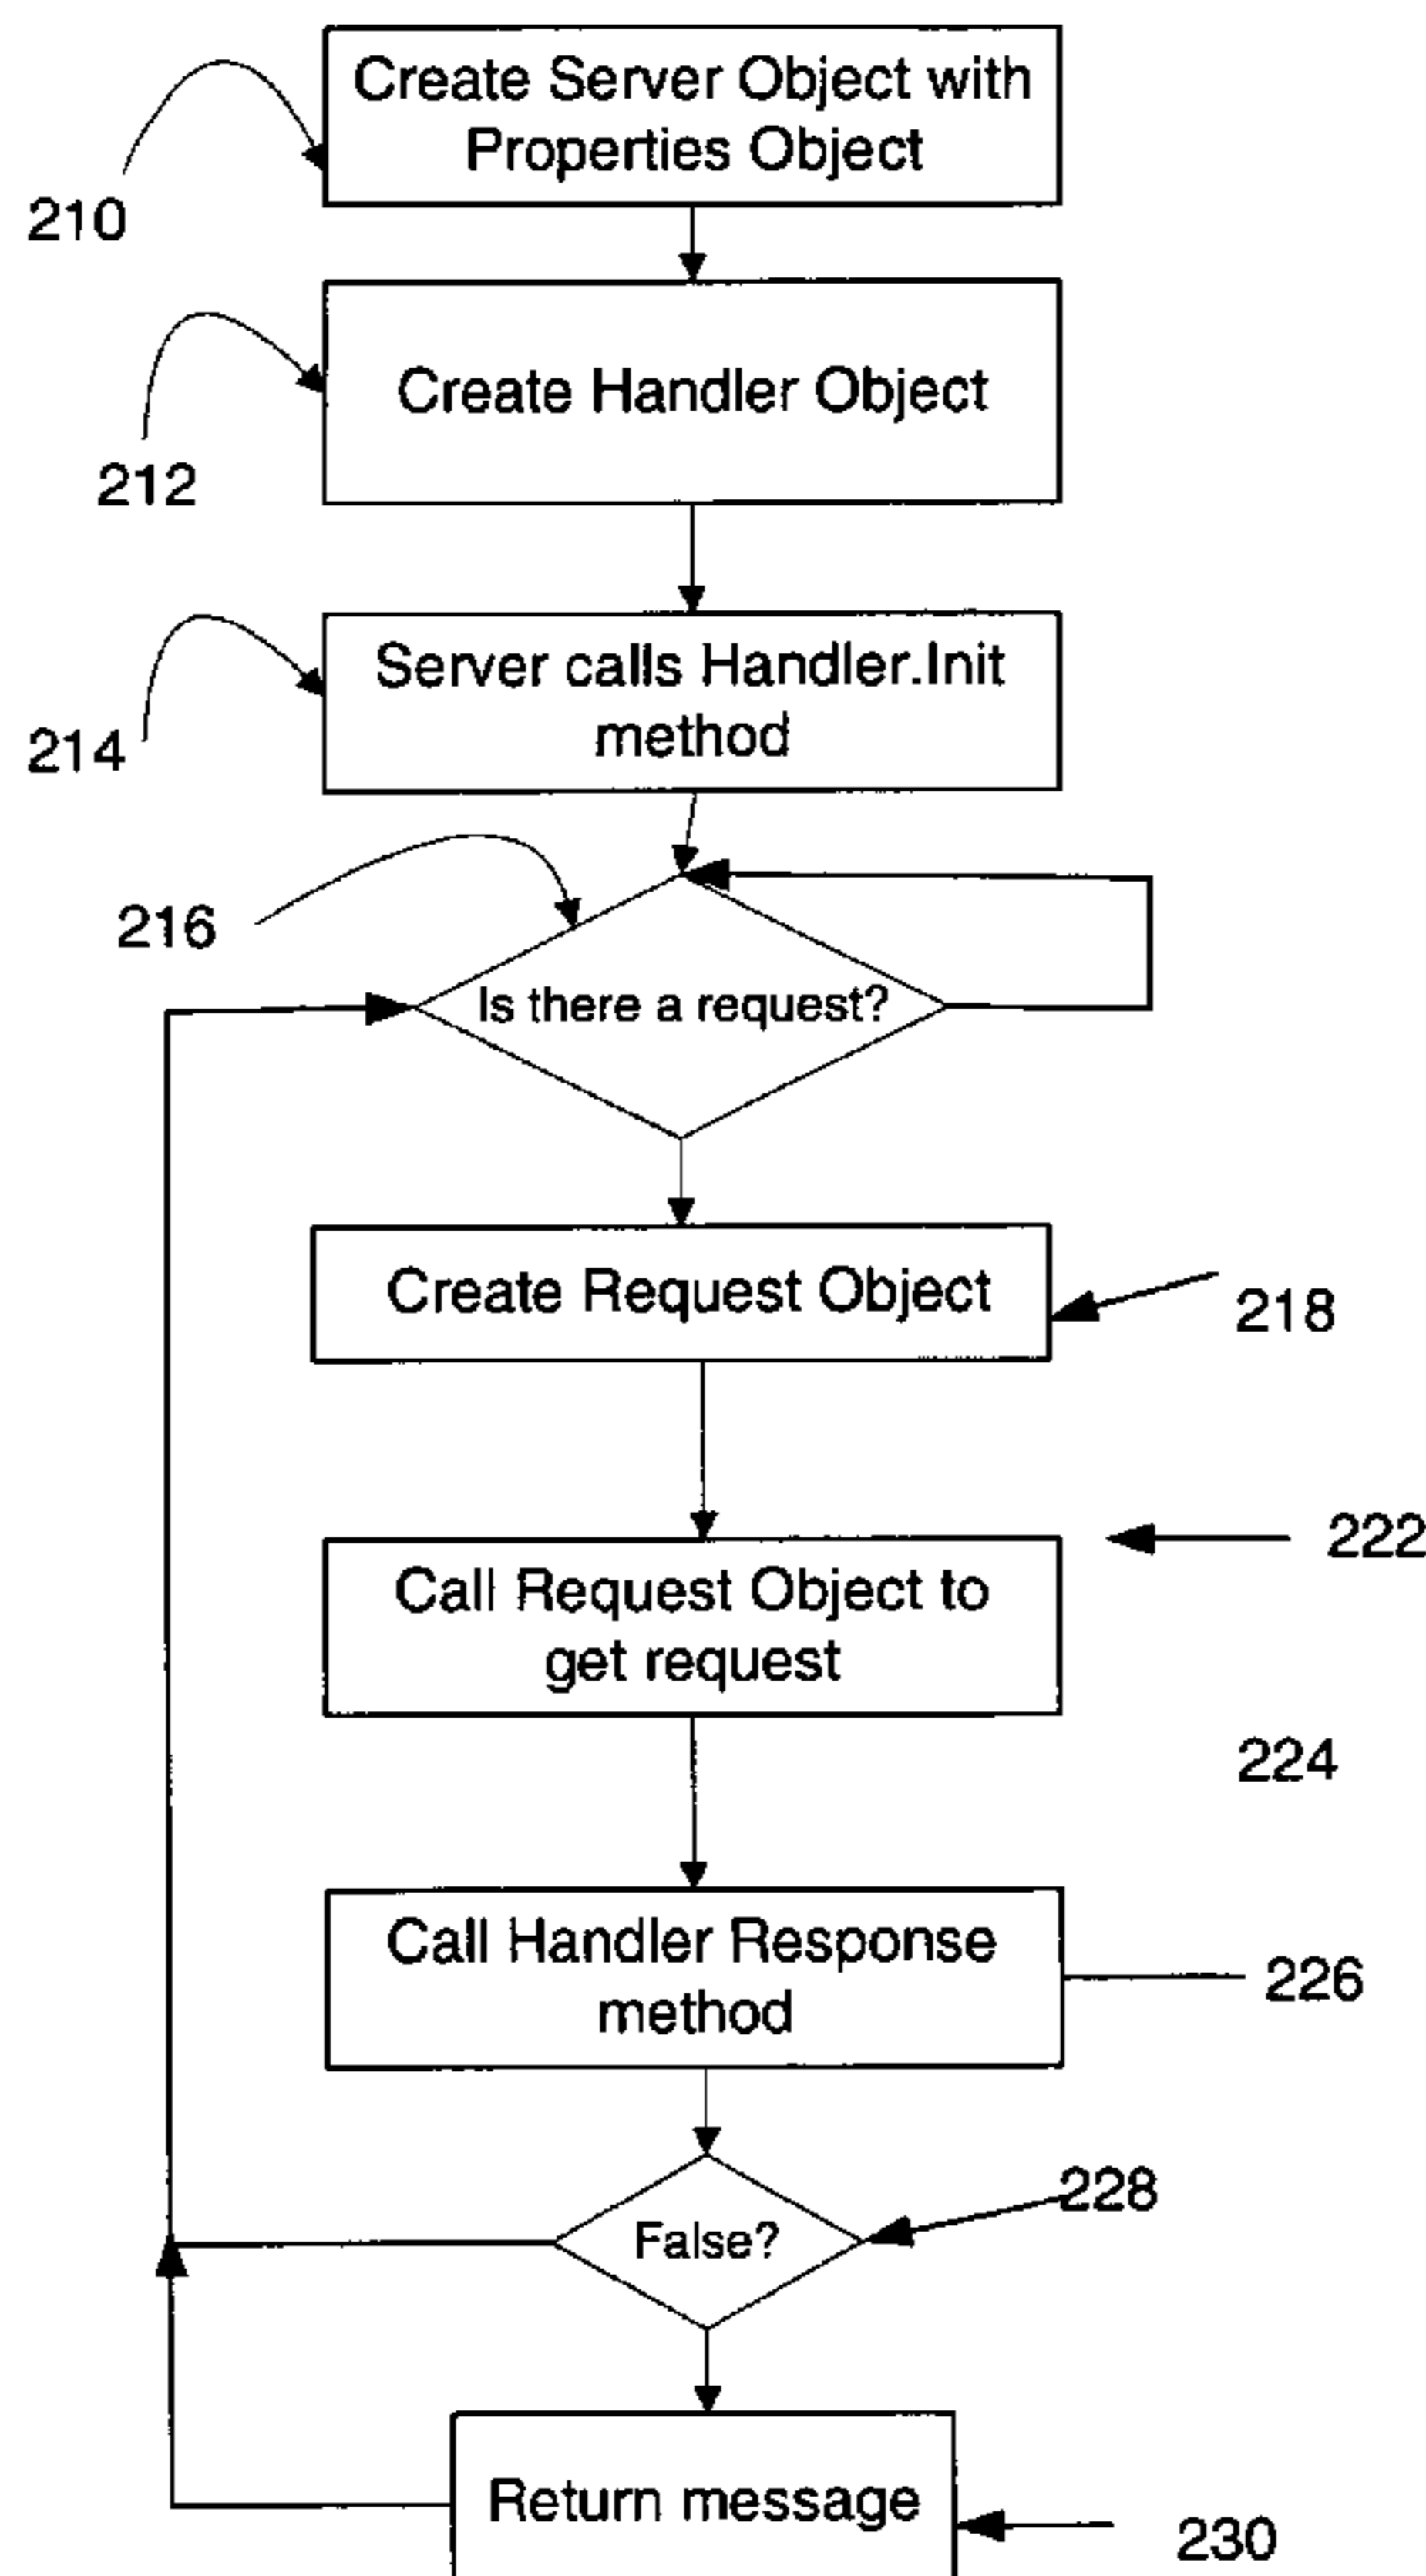 Create Server Object with
Properties Object
210
Create Handler Object
212
Server calls Handler.Init
method
214
216
Is there a request?
Create Request Object
218
222
Call Request Object to
get request
224
Call Handler Response
method
226
228
False?
Return message
230